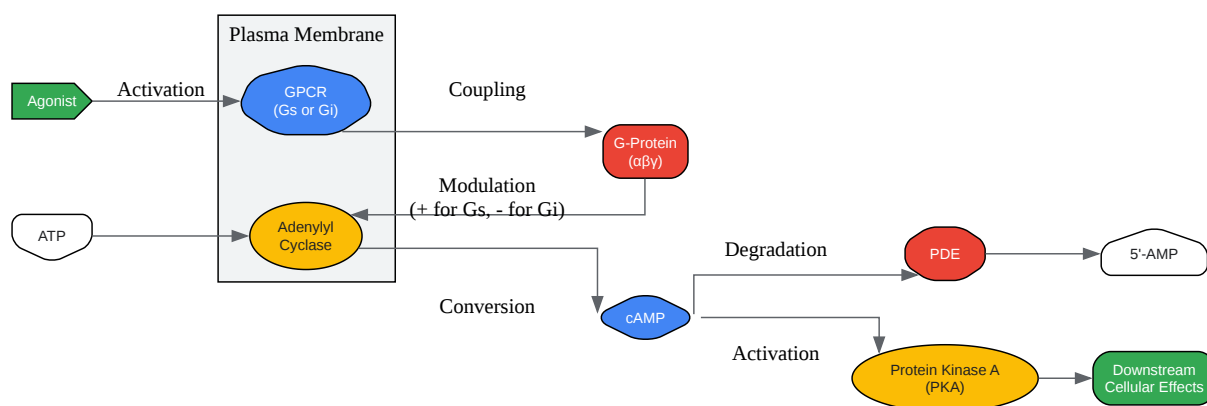 Plasma Membrane
Agonist
Activation
GPCR
(Gs or Gi)
Coupling
G-Protein
(αβγ)
Modulation
(+ for Gs, - for Gi)
ATP
Adenylyl
Cyclase
Degradation
PDE
5'-AMP
Conversion
cAMP
Activation
Protein Kinase A
(PKA)
Downstream
Cellular Effects